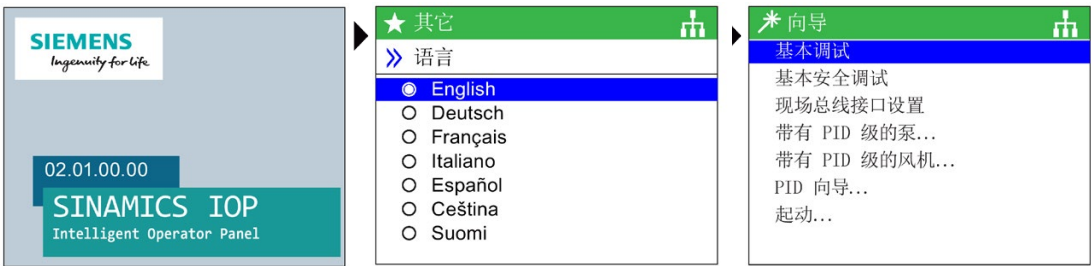 SIEMENS
Ingenuity for life
02.01.00.00
SINAMICS IOP
Intelligent Operator Panel
其它
语言
English
Deutsch
Français
Italiano
Español
Ceština
Suomi
向导
基本调试
基本安全调试
现场总线接口设置
带有 PID 级的泵...
带有 PID 级的风机...
PID 向导...
起动...